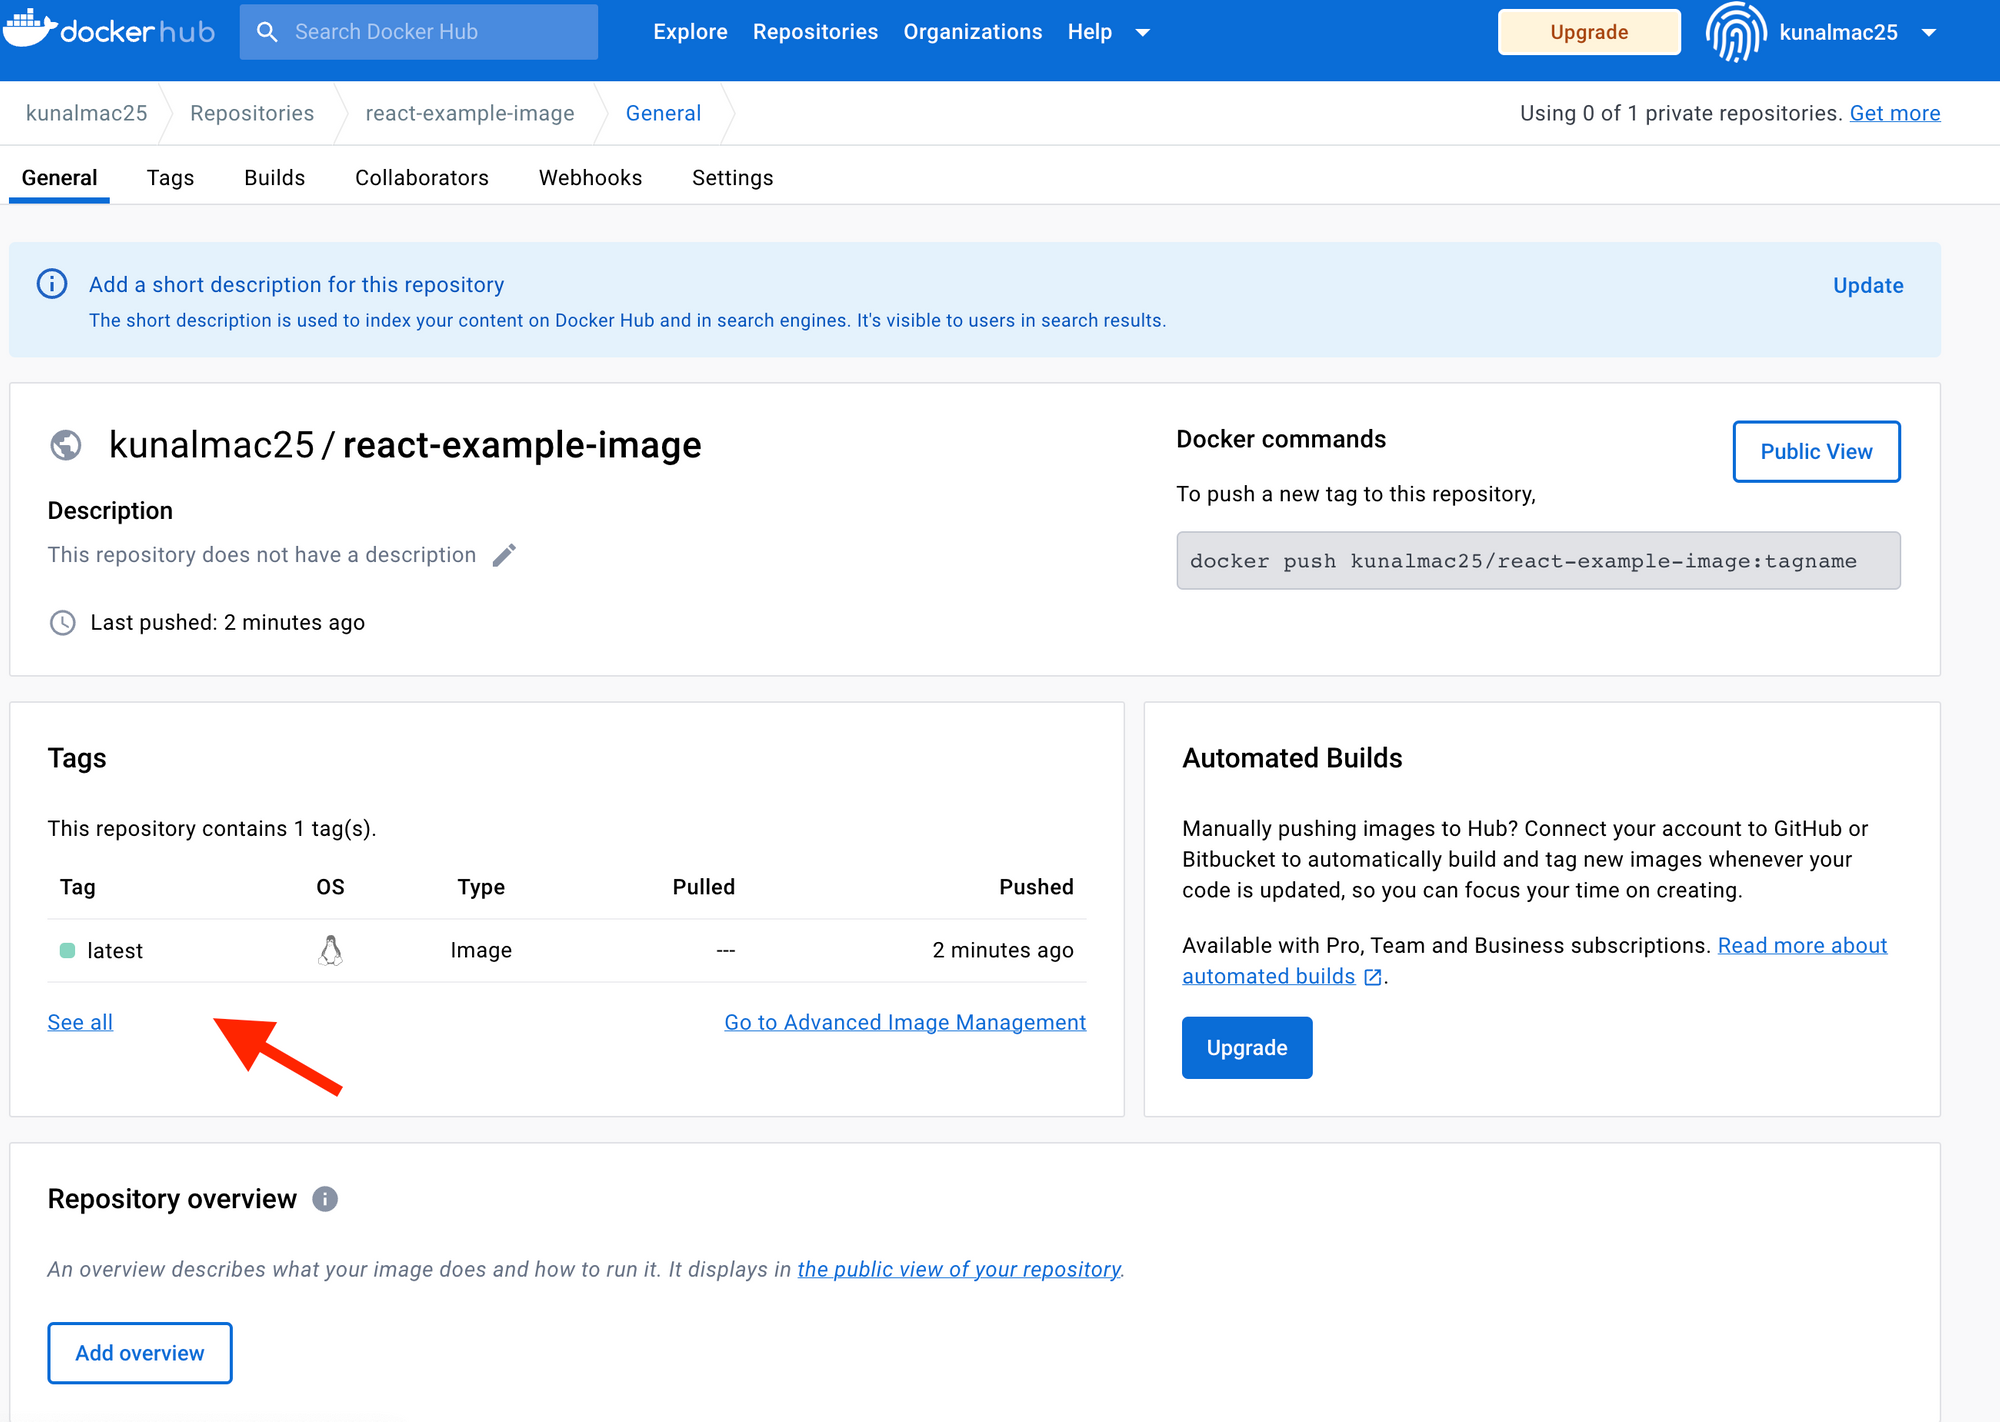 docker hub
Search Docker Hub
Explore
Repositories
Organizations
Help
Upgrade
kunalmac25
kunalmac25
Repositories
react-example-image
General
Using 0 of 1 private repositories. Get more
General
Tags
Builds
Collaborators
Webhooks
Settings
Add a short description for this repository
Update
The short description is used to index your content on Docker Hub and in search engines. It's visible to users in search results.
kunalmac25 / react-example-image
Description
This repository does not have a description
Last pushed: 2 minutes ago
Docker commands
Public View
To push a new tag to this repository,
docker push kunalmac25/react-example-image:tagname
Tags
This repository contains 1 tag(s).
Tag OS Type Pulled Pushed
latest Image --- 2 minutes ago
See all
Go to Advanced Image Management
Automated Builds
Manually pushing images to Hub? Connect your account to GitHub or
Bitbucket to automatically build and tag new images whenever your
code is updated, so you can focus your time on creating.
Available with Pro, Team and Business subscriptions. Read more about
automated builds .
Upgrade
Repository overview
An overview describes what your image does and how to run it. It displays in the public view of your repository.
Add overview